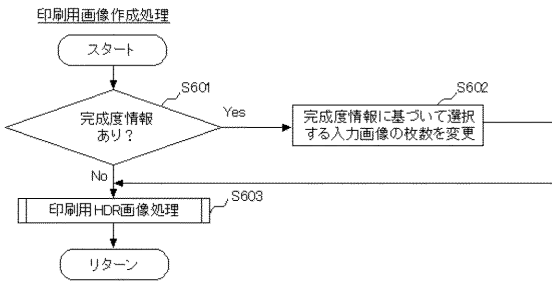 印刷用画像作成処理
スタート
S601
完成度情報
あり？
Yes
S602
完成度情報に基づいて選択
する入力画像の枚数を変更
No
S603
印刷用HDR画像処理
リターン